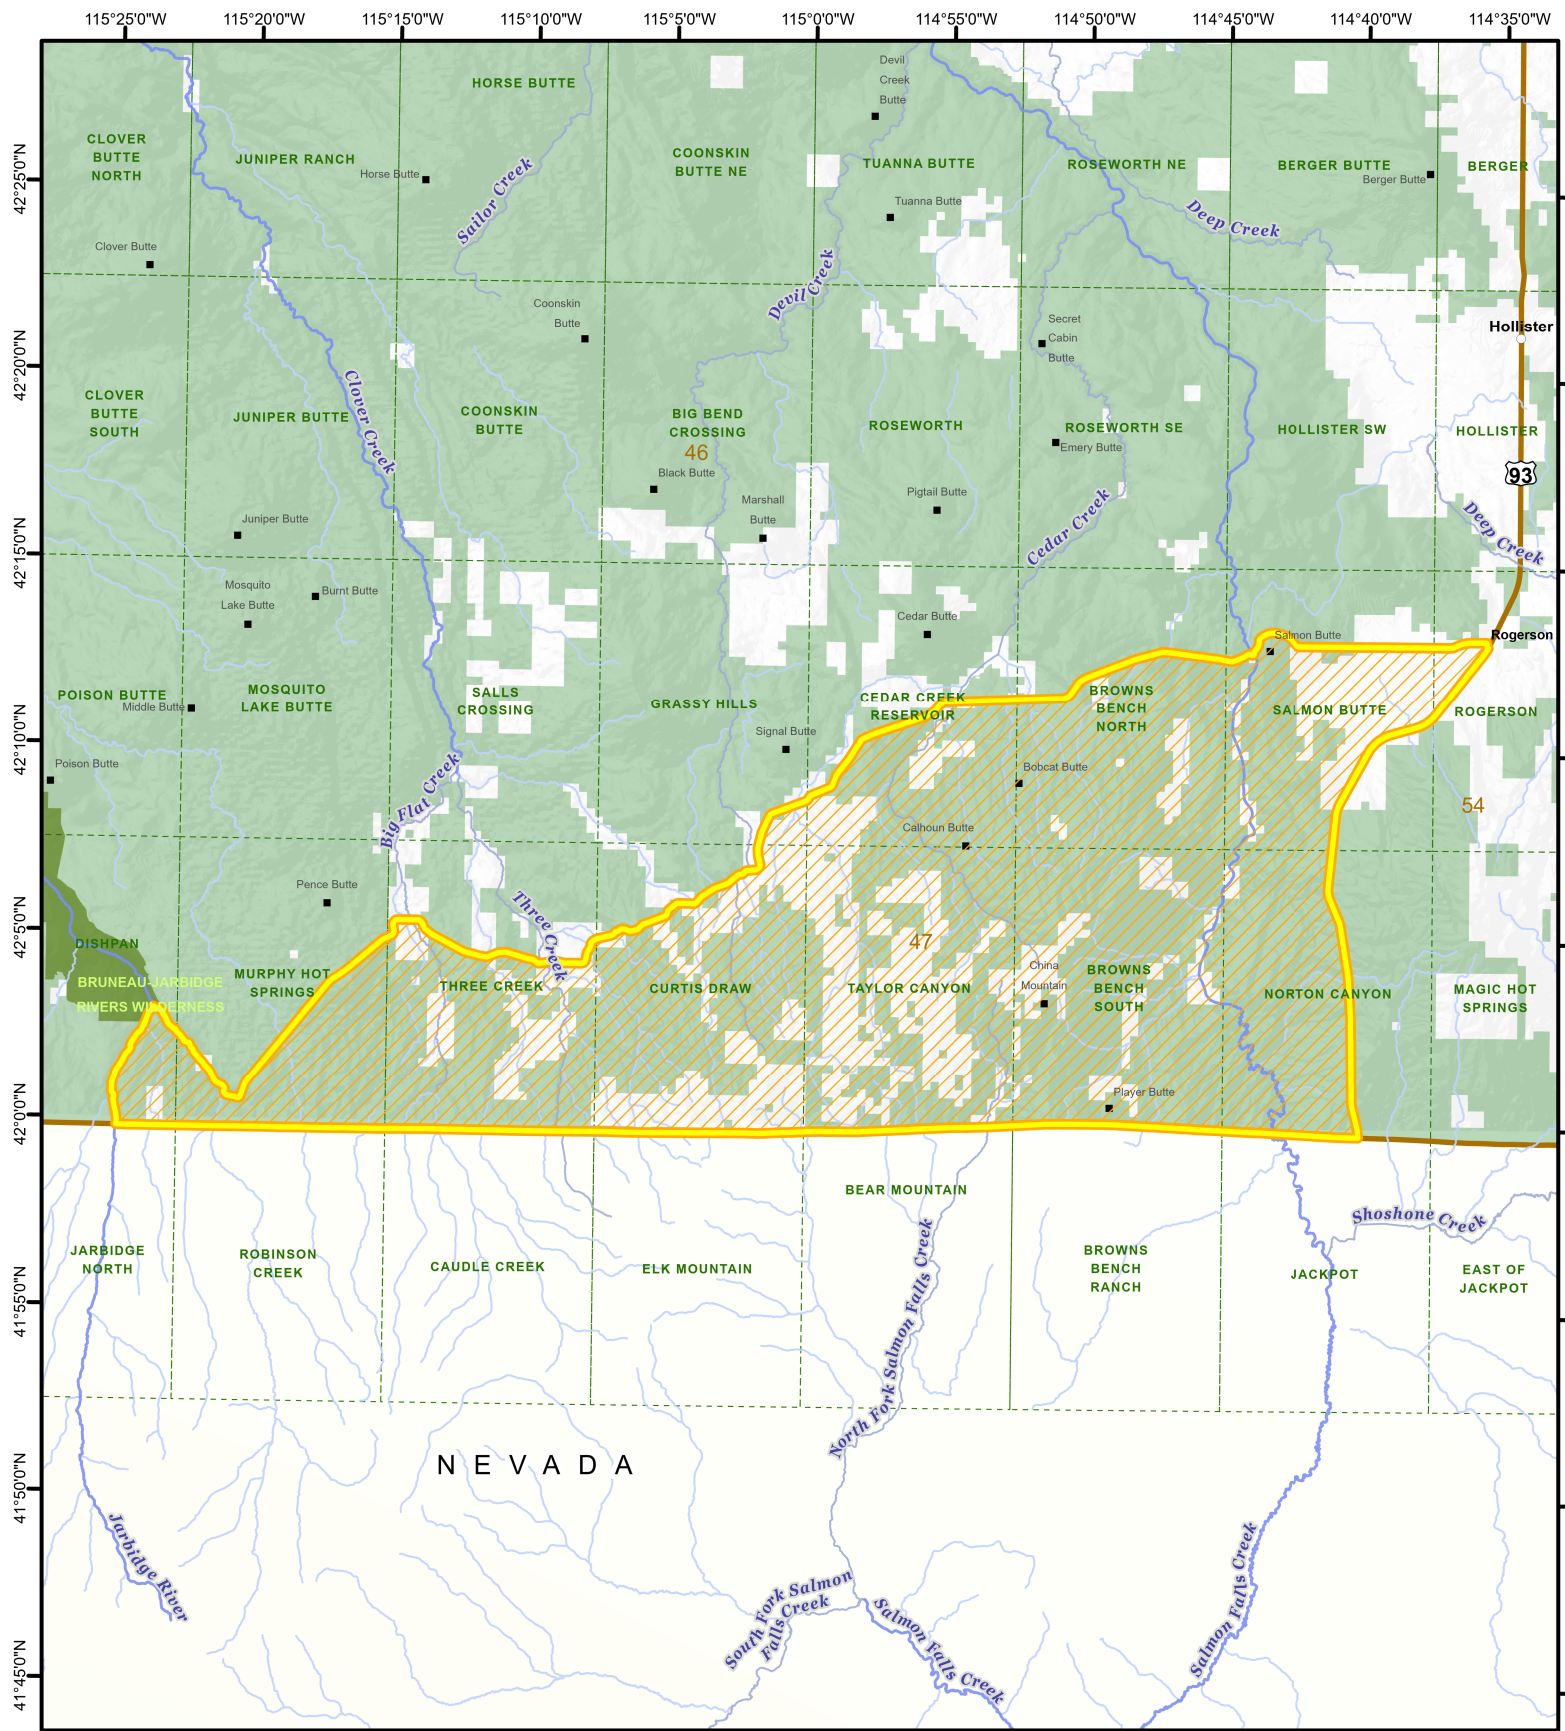 115°25'0"W
115°20'0"W
115°15'0"W
115°10'0"W
115°5'0"W
115°0'0"W
114°55'0"W
114°50'0"W
114°45'0"W
114°40'0"W
114°35'0"W
42°25'0"N
42°20'0"N
42°15'0"N
42°10'0"N
42°5'0"N
42°0'0"N
41°55'0"N
41°50'0"N
41°45'0"N
HORSE BUTTE
Devil
Creek
Butte
CLOVER
BUTTE
NORTH
JUNIPER RANCH
Horse Butte
Sailor Creek
COONSKIN
BUTTE NE
TUANNA BUTTE
Tuanna Butte
ROSEWORTH NE
BERGER BUTTE
Berger Butte
BERGER
Deep Creek
Clover Butte
Devil Creek
Coonskin
Butte
Secret
Cabin
Butte
Hollister
CLOVER
BUTTE
SOUTH
JUNIPER BUTTE
Clover Creek
COONSKIN
BUTTE
BIG BEND
CROSSING
46
Black Butte
ROSEWORTH
ROSEWORTH SE
Emery Butte
HOLLISTER SW
HOLLISTER
93
Juniper Butte
Marshall
Butte
Pigtail Butte
Cedar Creek
Deep Creek
Mosquito
Lake Butte
Burnt Butte
Cedar Butte
Salmon Butte
Rogerson
POISON BUTTE
Middle Butte
MOSQUITO
LAKE BUTTE
SALLS
CROSSING
GRASSY HILLS
CEDAR CREEK
RESERVOIR
BROWNS
BENCH
NORTH
SALMON BUTTE
ROGERSON
Signal Butte
Poison Butte
Big Flat Creek
Bobcat Butte
54
Calhoun Butte
Pence Butte
Three Creek
DISHPAN
BRUNEAU-JARBIDGE
RIVERS WILDERNESS
MURPHY HOT
SPRINGS
THREE CREEK
CURTIS DRAW
47
TAYLOR CANYON
China
Mountain
BROWNS
BENCH
SOUTH
NORTON CANYON
MAGIC HOT
SPRINGS
Player Butte
BEAR MOUNTAIN
Shoshone Creek
JARBIDGE
NORTH
ROBINSON
CREEK
CAUDLE CREEK
ELK MOUNTAIN
North Fork Salmon Falls Creek
BROWNS
BENCH
RANCH
JACKPOT
EAST OF
JACKPOT
NEVADA
Jarbidge River
South Fork Salmon
Falls Creek
Salmon Falls Creek
Salmon Falls Creek